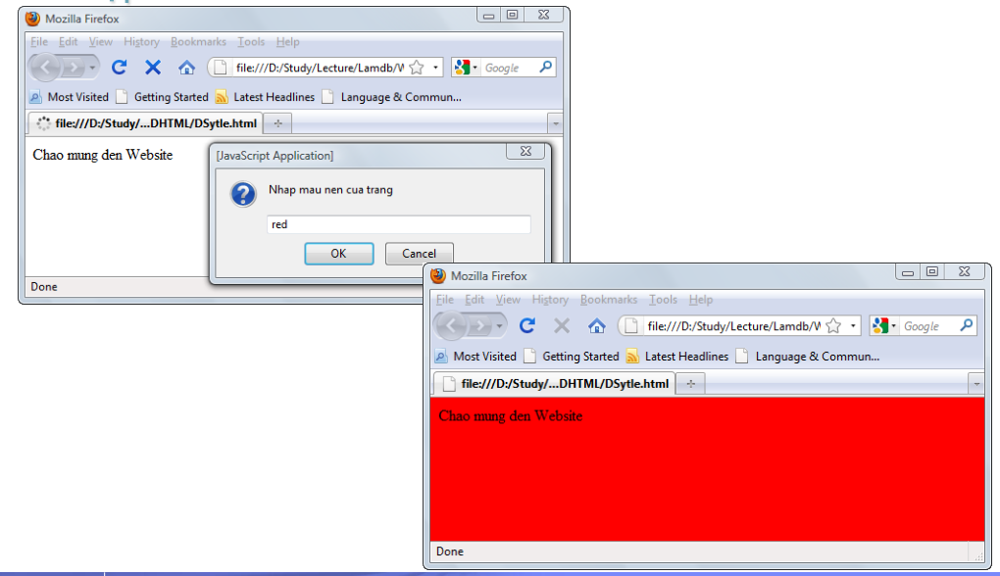 Mozilla Firefox
File Edit View History Bookmarks Tools Help
file:///D:/Study/Lecture/Lamdb/W
Google
Most Visited Getting Started Latest Headlines Language & Commun...
file:///D:/Study/...DHTML/DSytle.html
Chao mung den Website
[JavaScript Application]
Nhap mau nen cua trang
red
OK Cancel
Done
Mozilla Firefox
File Edit View History Bookmarks Tools Help
file:///D:/Study/Lecture/Lamdb/W
Google
Most Visited Getting Started Latest Headlines Language & Commun...
file:///D:/Study/...DHTML/DSytle.html
Chao mung den Website
Done